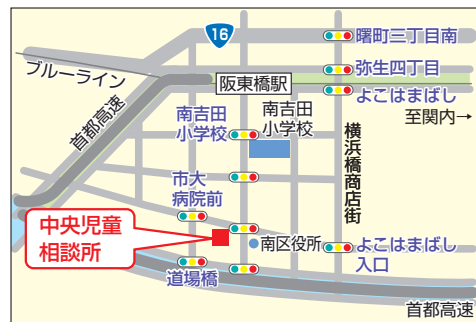 16
曙町三丁目南
ブルーライン
弥生四丁目
阪東橋駅
よこはまばし
首都高速
至関内→
南吉田
小学校
南吉田
小学校
横浜橋商店街
市大
病院前
中央児童
相談所
南区役所
よこはまばし
入口
道場橋
首都高速